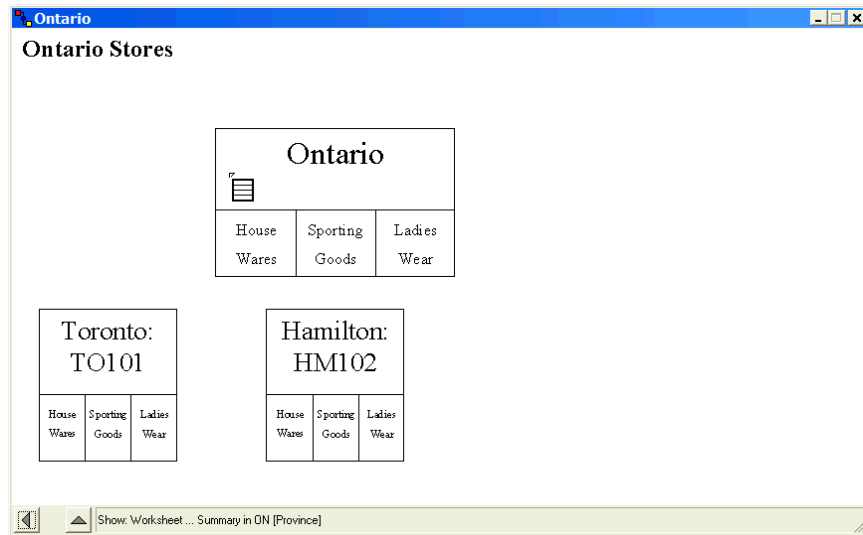 Ontario
Ontario Stores
Ontario
House Sporting Ladies
Wares Goods Wear
Toronto:
TO101
House Sporting Ladies
Wares Goods Wear
Hamilton:
HM102
House Sporting Ladies
Wares Goods Wear
Show: Worksheet ... Summary in ON [Province]